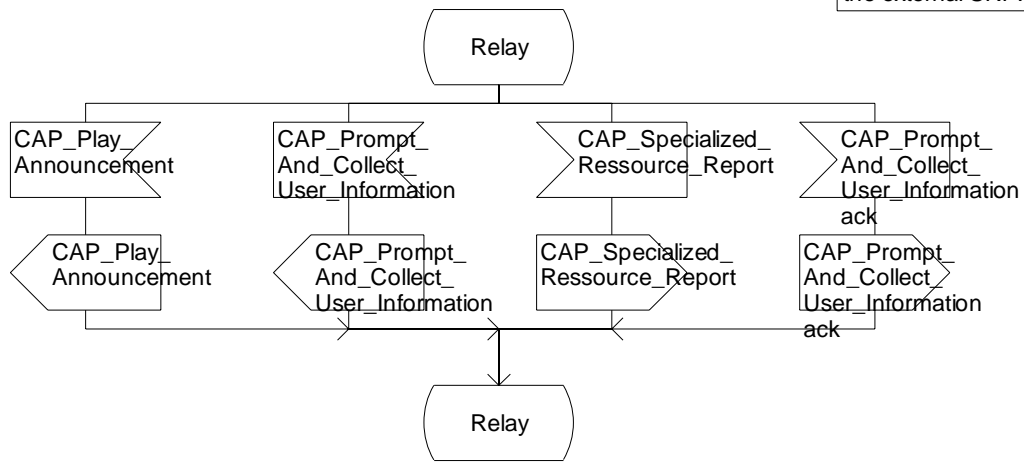 Relay
CAP_Play_
Announcement
CAP_Prompt_
And_Collect_
User_Information
CAP_Specialized_
Ressource_Report
CAP_Prompt_
And_Collect_
User_Information
ack
CAP_Play_
Announcement
CAP_Prompt_
And_Collect_
User_Information
CAP_Specialized_
Ressource_Report
CAP_Prompt_
And_Collect_
User_Information
ack
Relay